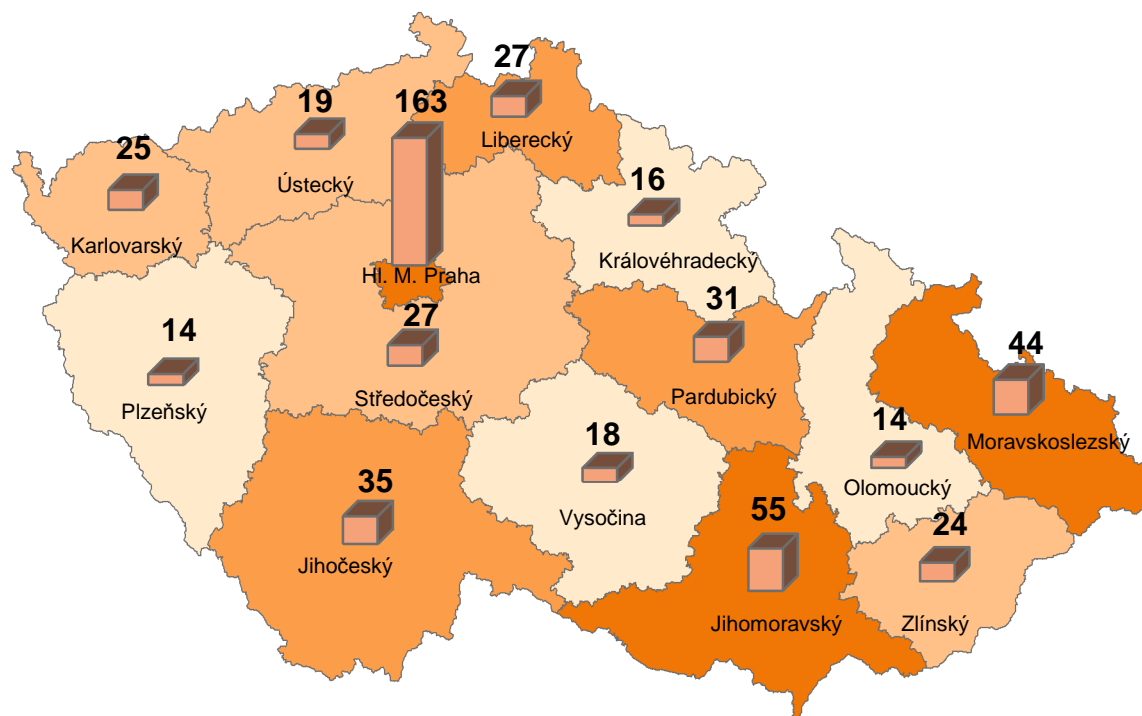 27
Liberecký
19
Ústecký
163
Hl. M. Praha
25
Karlovarský
16
Královéhradecký
14
Plzeňský
27
Středočeský
31
Pardubický
44
Moravskoslezský
14
Olomoucký
18
Vysočina
35
Jihočeský
55
Jihomoravský
24
Zlínský